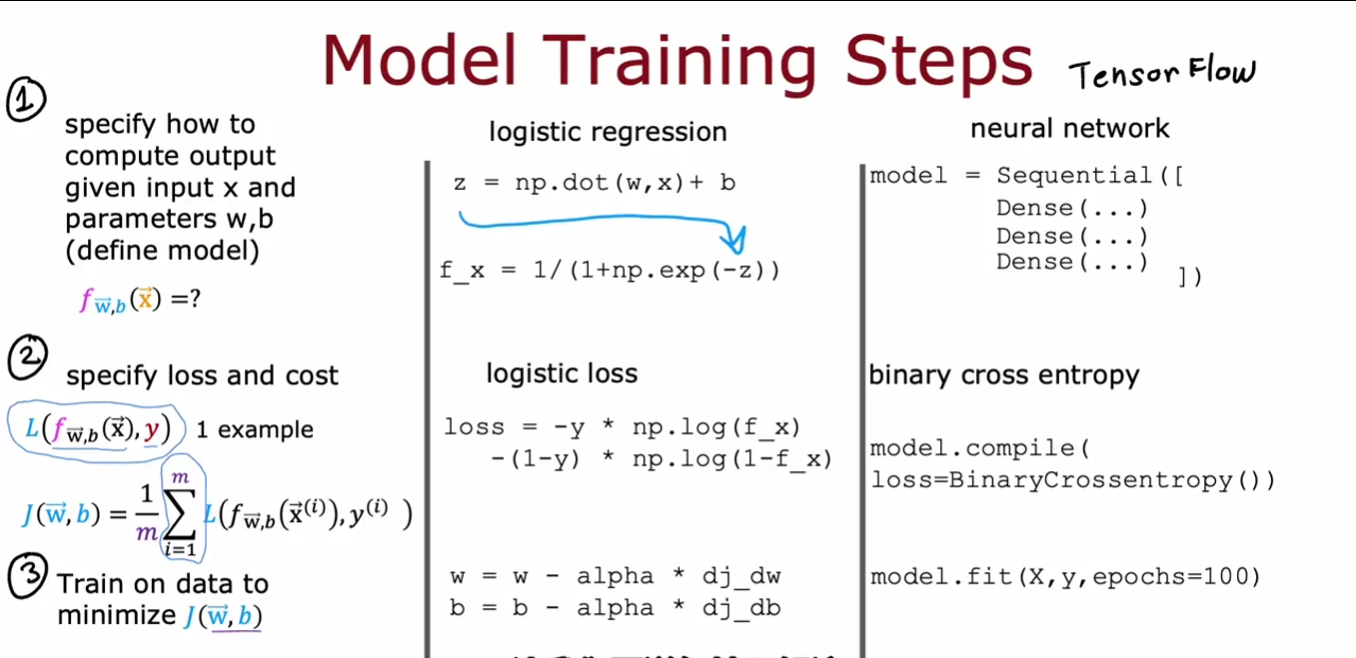 Model Training Steps TensorFlow
①
specify how to
compute output
given input x and
parameters w,b
(define model)
f_{\vec{w},b}(\vec{x}) =?
logistic regression
z = np.dot(w,x)+ b
f_x = 1/(1+np.exp(-z))
neural network
model = Sequential([
Dense(...)
Dense(...)
Dense(...)
])
②
specify loss and cost
L(f_{\vec{w},b}(\vec{x}),y) 1 example
J(\vec{w},b) = \frac{1}{m} \sum_{i=1}^{m} L(f_{\vec{w},b}(\vec{x}^{(i)}),y^{(i)})
logistic loss
loss = -y * np.log(f_x)
-(1-y) * np.log(1-f_x)
binary cross entropy
model.compile(
loss=BinaryCrossentropy())
③
Train on data to
minimize J(\vec{w},b)
w = w - alpha * dj_dw
b = b - alpha * dj_db
model.fit(X,y,epochs=100)